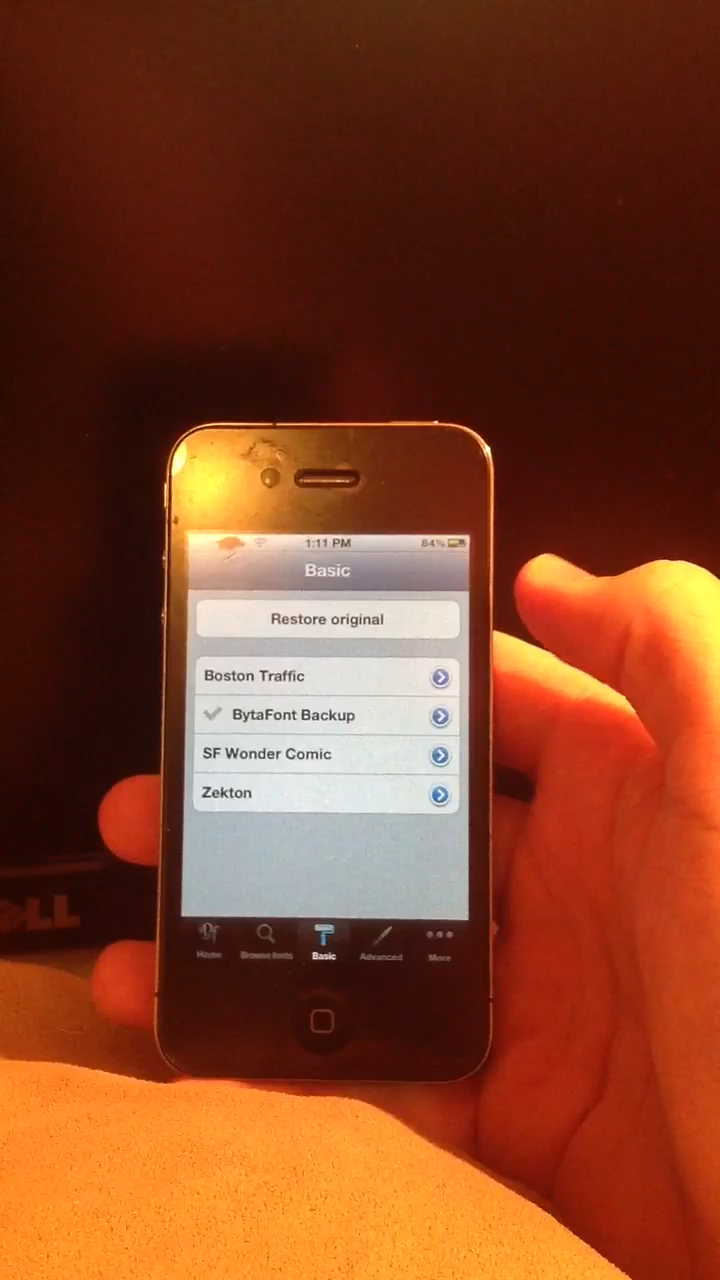 1:11 PM 84%
Basic
Restore original
Boston Traffic
BytaFont Backup
SF Wonder Comic
Zekton
Home Browse fonts Basic Advanced More
DELL